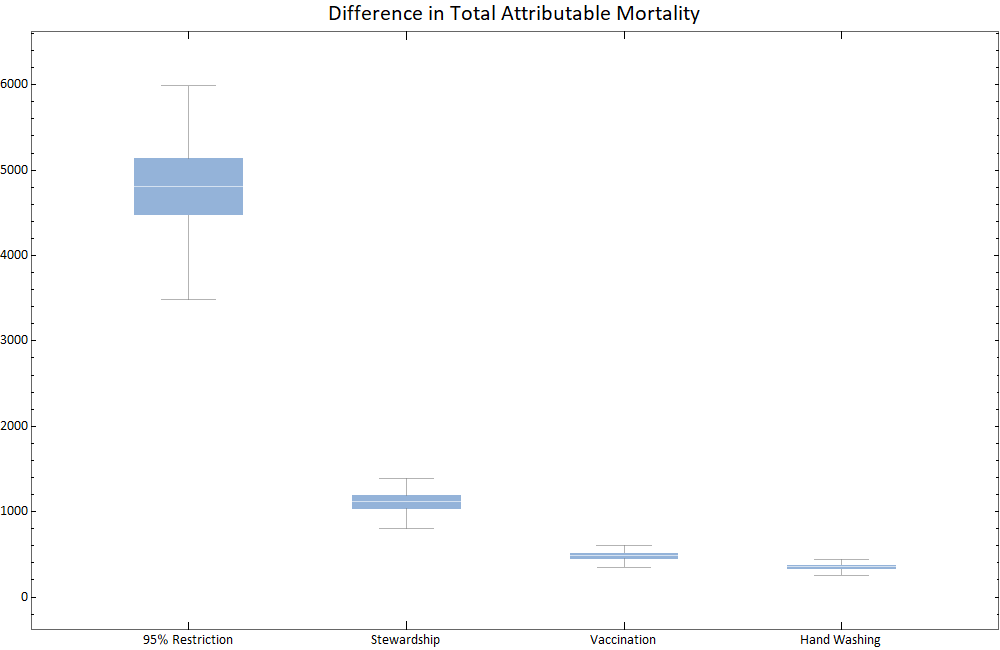 Difference in Total Attributable Mortality
6000
5000
4000
3000
2000
1000
0
95% Restriction
Stewardship
Vaccination
Hand Washing